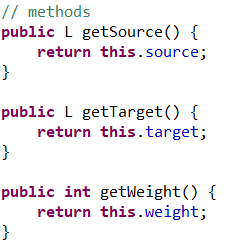 // methods
public L getSource() {
    return this.source;
}

public L getTarget() {
    return this.target;
}

public int getWeight() {
    return this.weight;
}